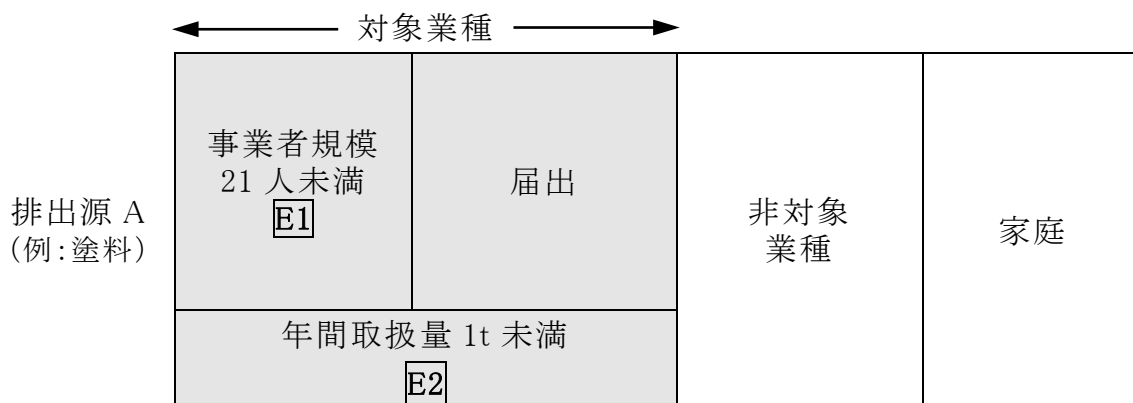 対象業種
事業者規模
21 人未満
E1
届出
排出源 A
(例:塗料)
非対象
業種
家庭
年間取扱量 1t 未満
E2